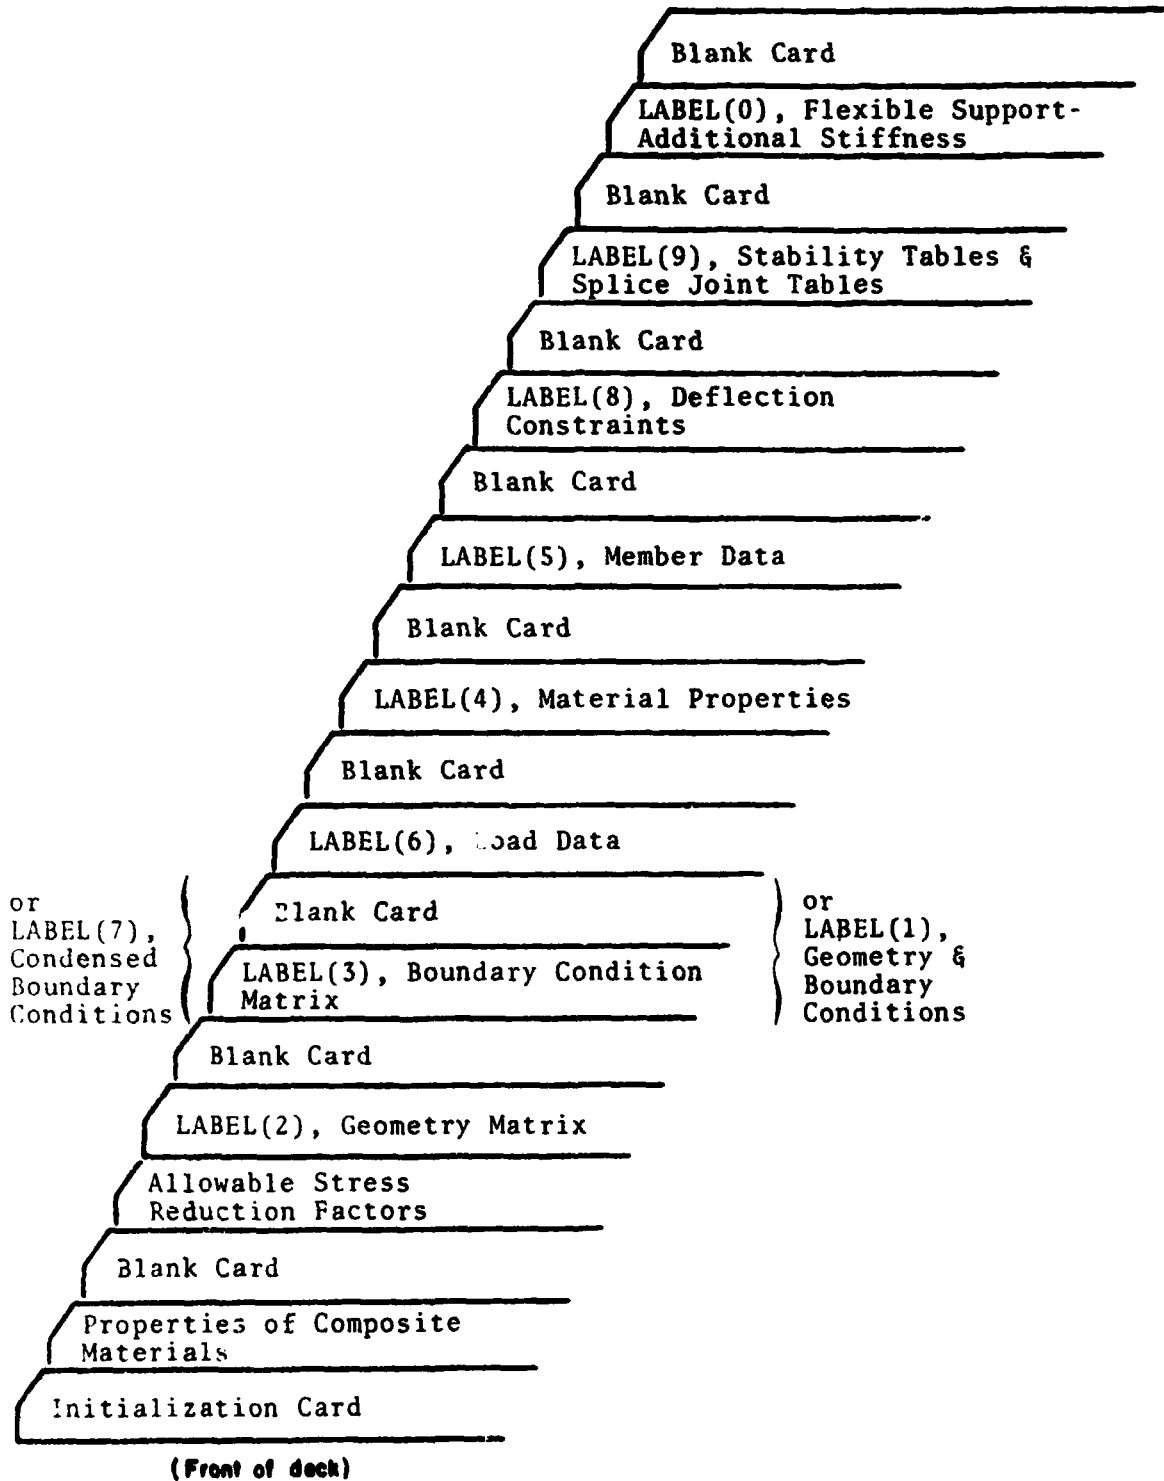 Blank Card
LABEL(0), Flexible Support-
Additional Stiffness
Blank Card
LABEL(9), Stability Tables &
Splice Joint Tables
Blank Card
LABEL(8), Deflection
Constraints
Blank Card
LABEL(5), Member Data
Blank Card
LABEL(4), Material Properties
Blank Card
LABEL(6), Load Data
or
LABEL(7),
Condensed
Boundary
Conditions
Blank Card
LABEL(3), Boundary Condition
Matrix
or
LABEL(1),
Geometry &
Boundary
Conditions
Blank Card
LABEL(2), Geometry Matrix
Allowable Stress
Reduction Factors
Blank Card
Properties of Composite
Materials
Initialization Card
(Front of deck)